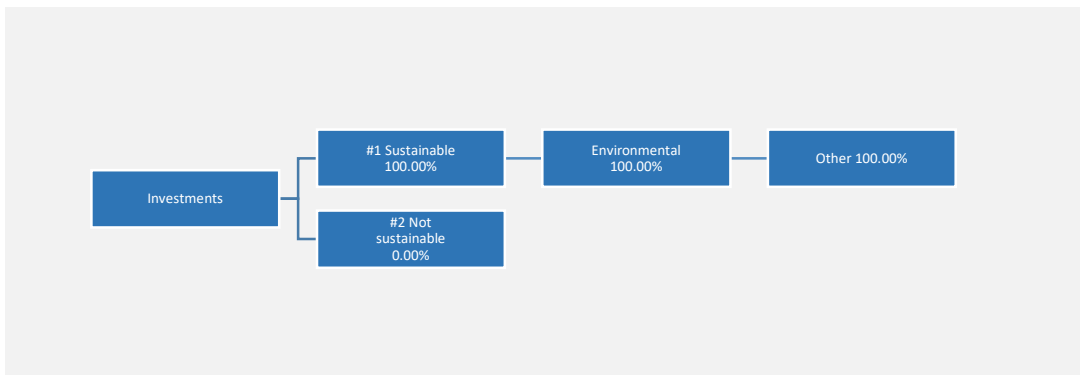 #1 Sustainable
100.00%
Environmental
100.00%
Other 100.00%
Investments
#2 Not
sustainable
0.00%